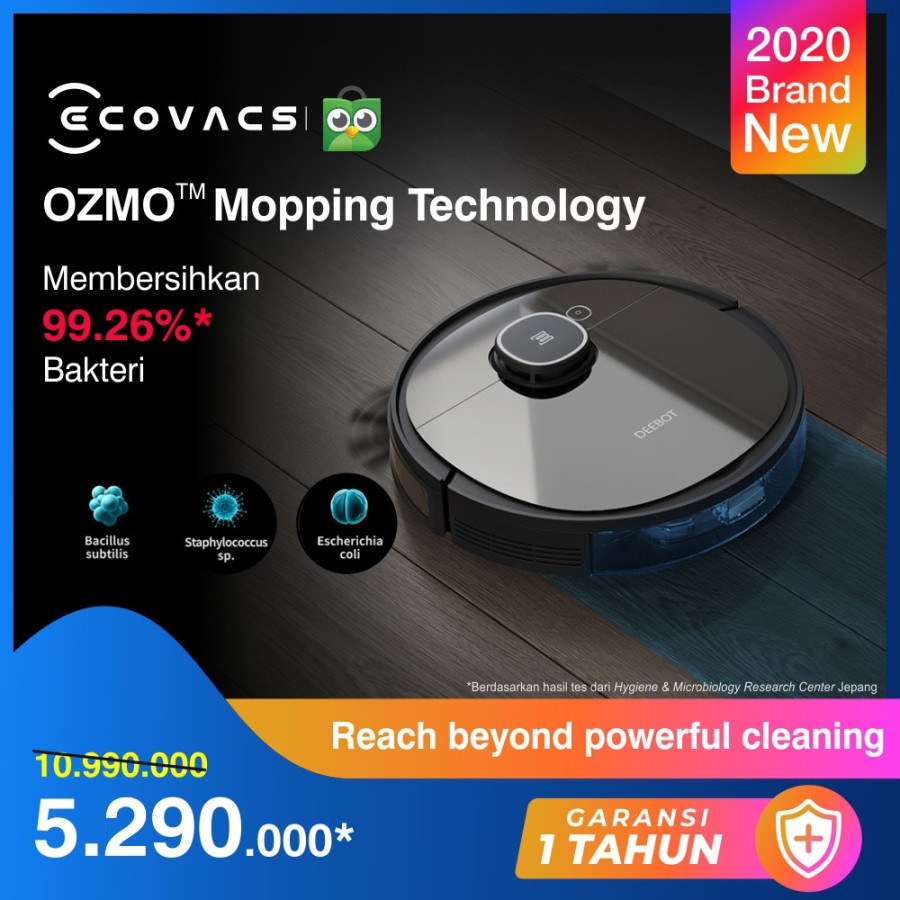 2020
Brand
New
ECOVACS
OZMO™ Mopping Technology
Membersihkan
99.26%*
Bakteri
DEEBOT
Bacillus
subtilis
Staphylococcus
sp.
Escherichia
coli
*Berdasarkan hasil tes dari Hygiene & Microbiology Research Center Jepang
Reach beyond powerful cleaning
10.990.000
5.290.000*
GARANSI
1 TAHUN